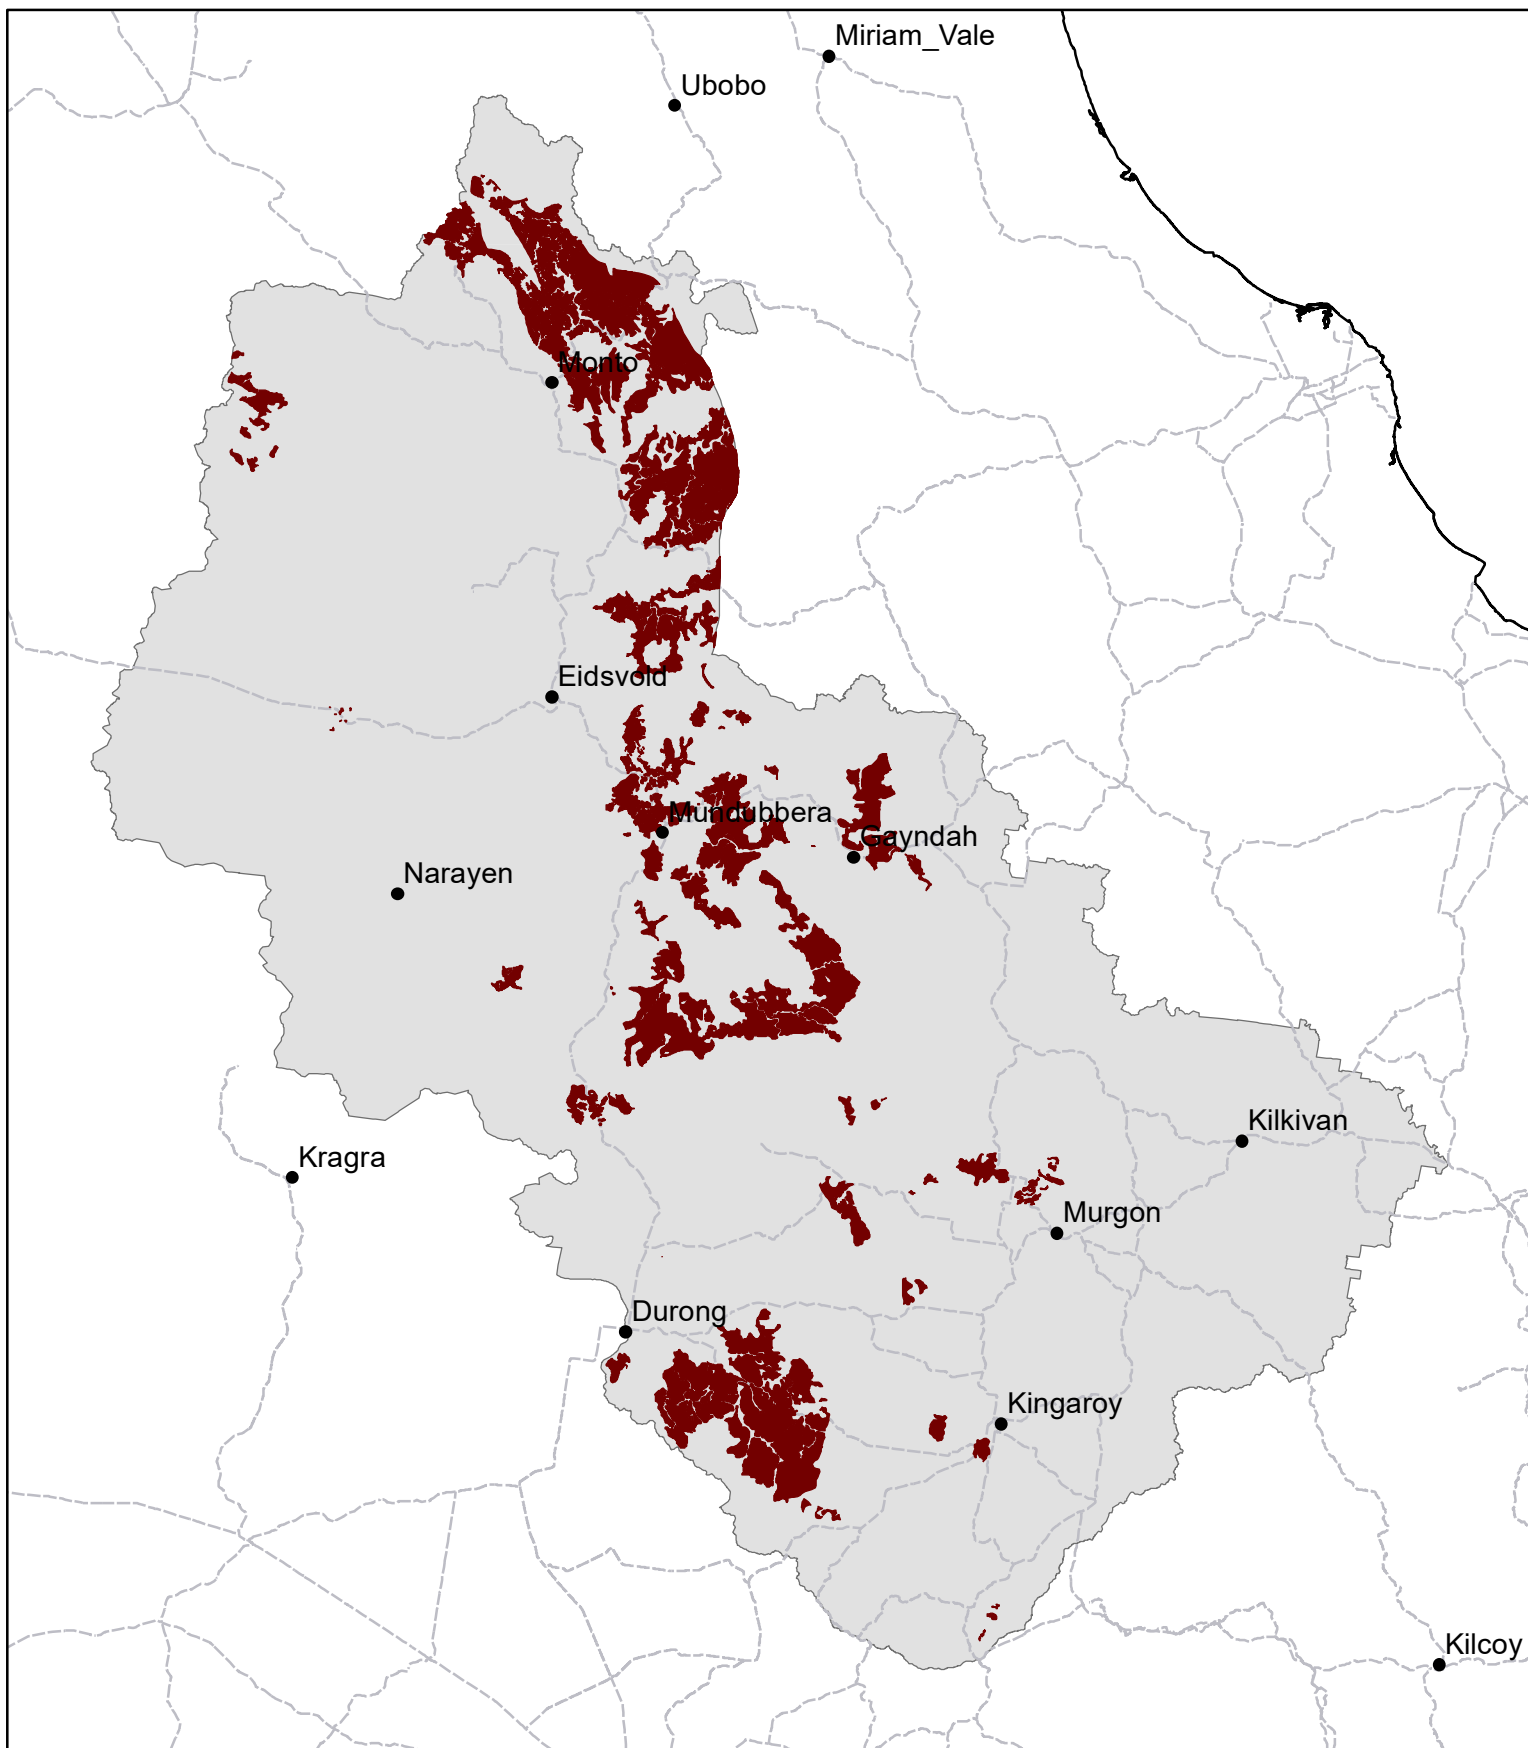 Miriam_Vale
Ubobo
Monto
Eidsvold
Mundubbera
Gayndah
Narayen
Kilkivan
Kragra
Murgon
Durong
Kingaroy
Kilcoy